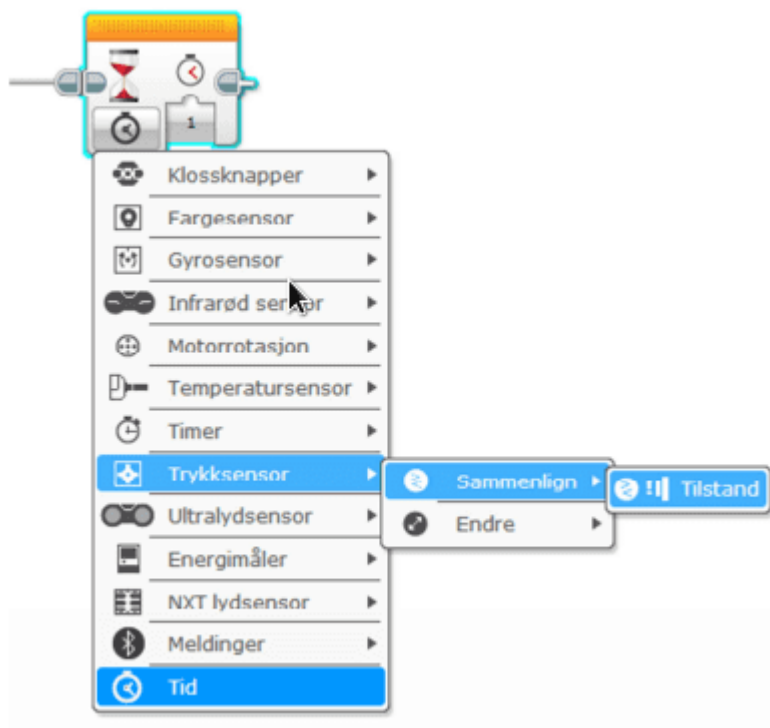 1
Klossknapper
Fargesensor
Gyrosensor
Infrarød sensor
Motorrotasjon
Temperatursensor
Timer
Trykksensor
Sammenlign
Tilstand
Ultralydsensor
Endre
Energimåler
NXT lydsensor
Meldinger
Tid